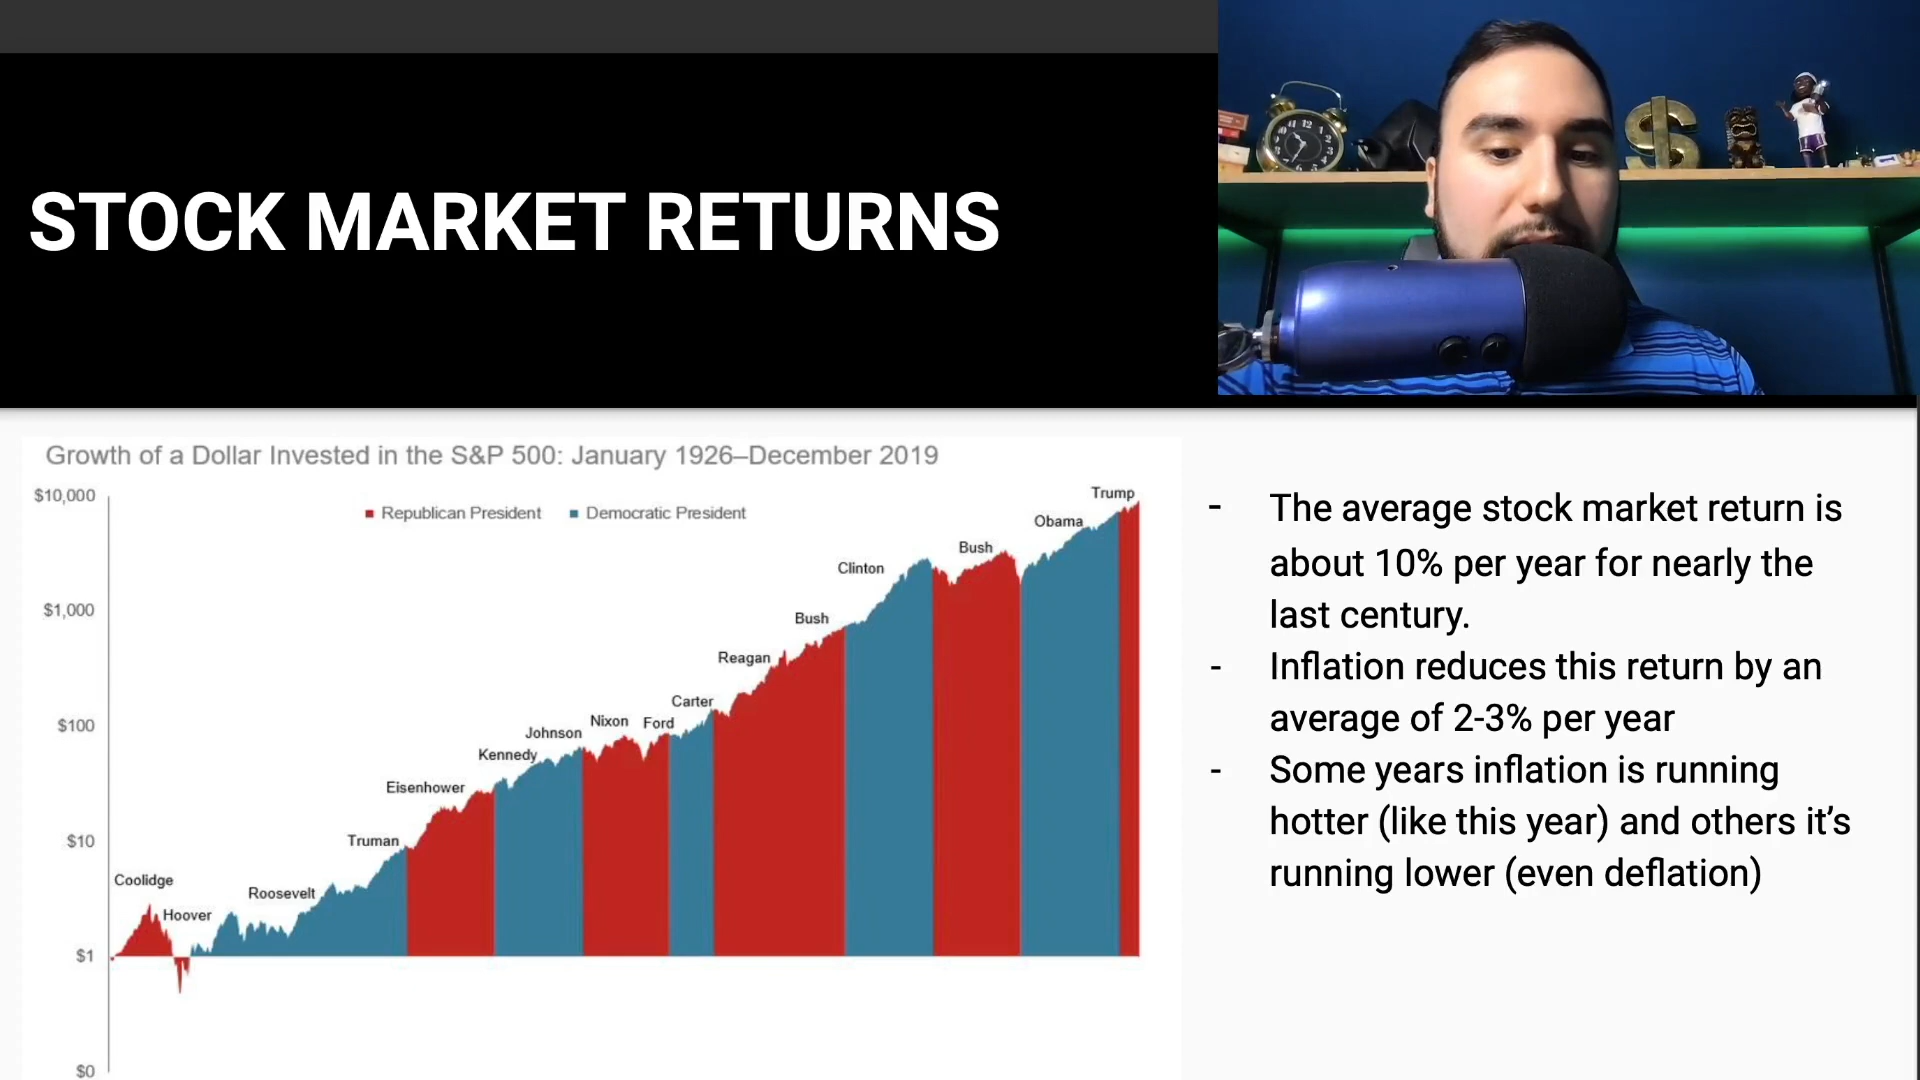 STOCK MARKET RETURNS
Growth of a Dollar Invested in the S&P 500: January 1926–December 2019
Republican President
Democratic President
$10,000
$1,000
$100
$10
$1
$0
Coolidge
Hoover
Roosevelt
Truman
Eisenhower
Kennedy
Johnson
Nixon
Ford
Carter
Reagan
Bush
Clinton
Bush
Obama
Trump
- The average stock market return is
about 10% per year for nearly the
last century.
- Inflation reduces this return by an
average of 2-3% per year
- Some years inflation is running
hotter (like this year) and others it’s
running lower (even deflation)